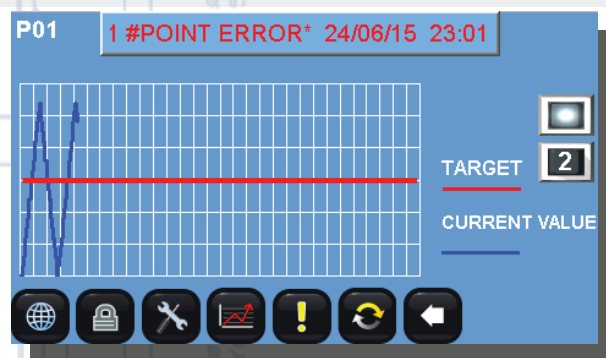 P01
1 #POINT ERROR* 24/06/15 23:01
2
TARGET
CURRENT VALUE